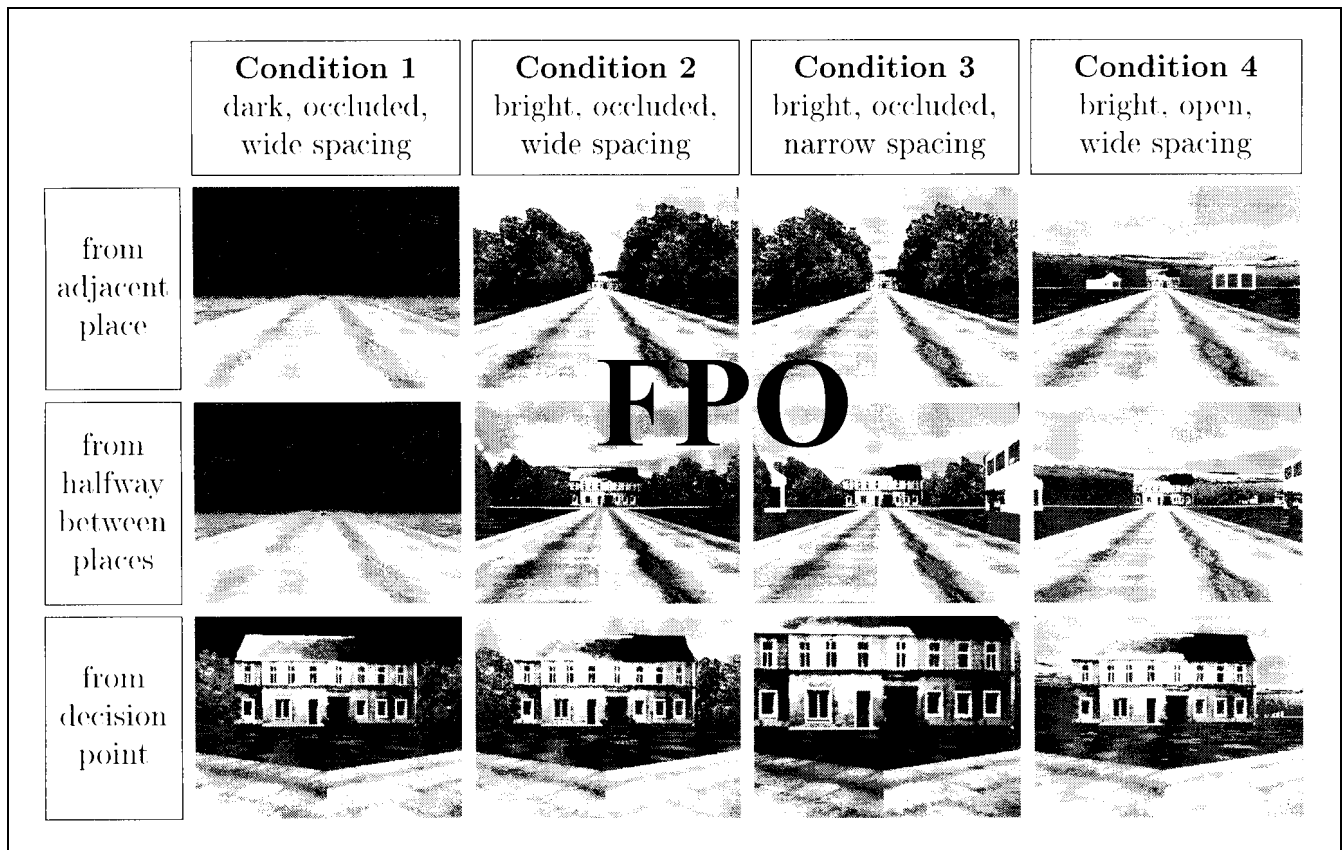 Condition 1
dark, occluded,
wide spacing
Condition 2
bright, occluded,
wide spacing
Condition 3
bright, occluded,
narrow spacing
Condition 4
bright, open,
wide spacing
from
adjacent
place
FPO
from
halfway
between
places
from
decision
point